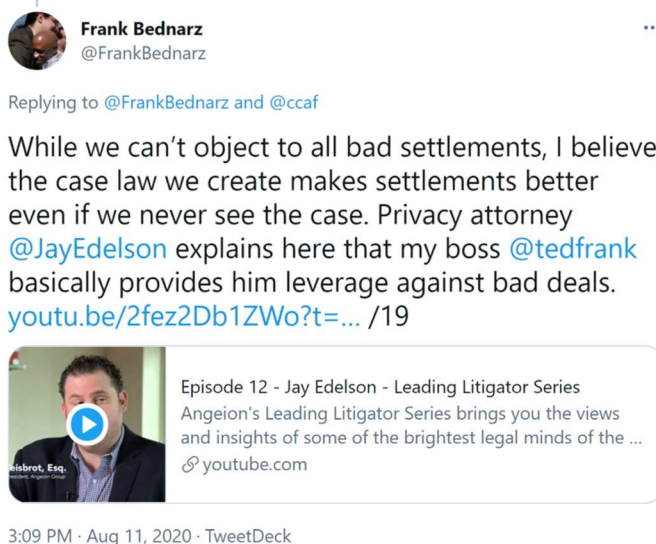 Frank Bednarz
@FrankBednarz
Replying to @FrankBednarz and @ccaf
While we can’t object to all bad settlements, I believe
the case law we create makes settlements better
even if we never see the case. Privacy attorney
@JayEdelson explains here that my boss @tedfrank
basically provides him leverage against bad deals.
youtu.be/2fez2Db1ZWo?t=... /19
Episode 12 - Jay Edelson - Leading Litigator Series
Angeion's Leading Litigator Series brings you the views
and insights of some of the brightest legal minds of the ...
eisbrot, Esq.
esident, Angeion Group
youtube.com
3:09 PM · Aug 11, 2020 · TweetDeck